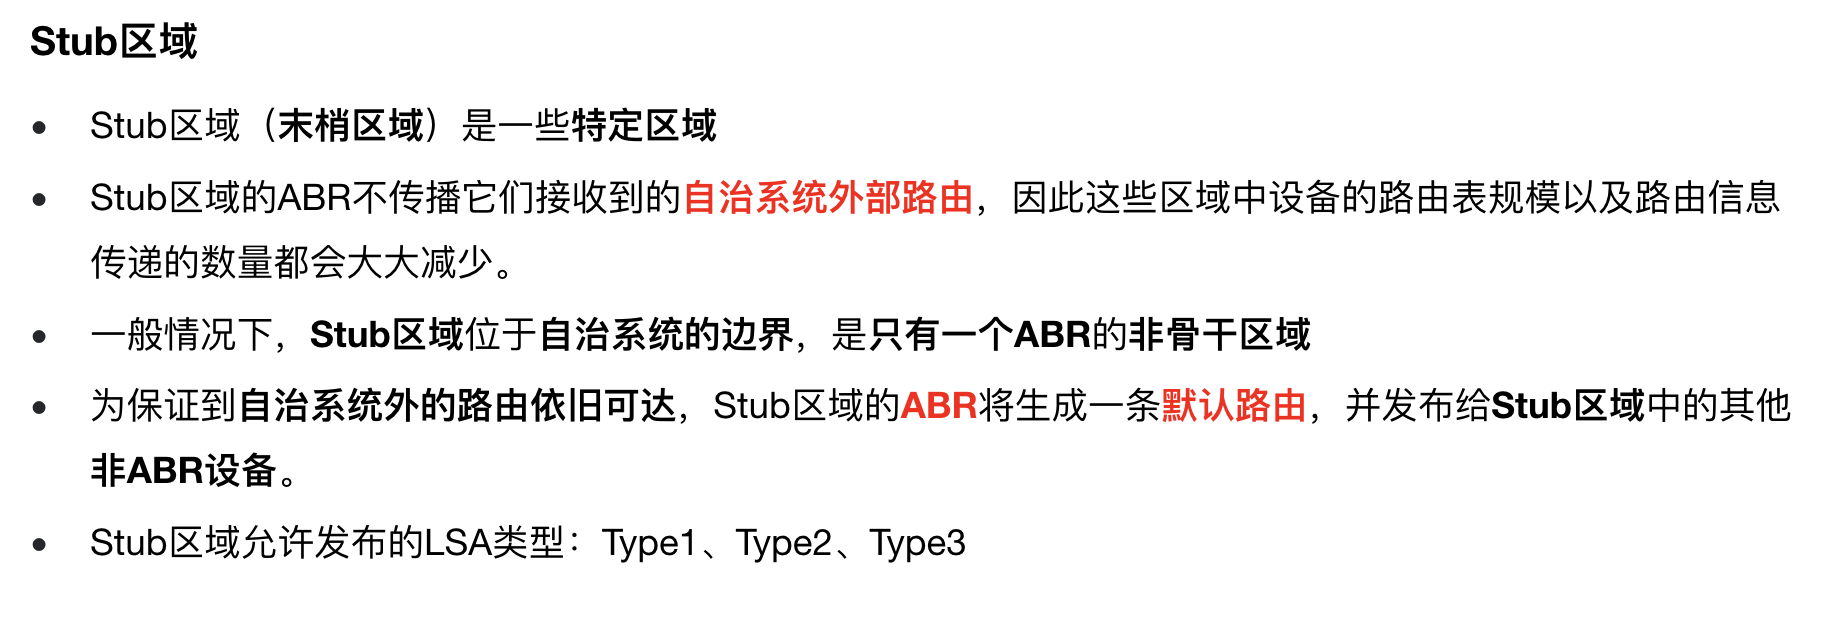 Stub区域
• Stub区域（末梢区域）是一些特定区域
• Stub区域的ABR不传播它们接收到的自治系统外部路由，因此这些区域中设备的路由表规模以及路由信息
传递的数量都会大大减少。
• 一般情况下，Stub区域位于自治系统的边界，是只有一个ABR的非骨干区域
• 为保证到自治系统外的路由依旧可达，Stub区域的ABR将生成一条默认路由，并发布给Stub区域中的其他
非ABR设备。
• Stub区域允许发布的LSA类型：Type1、Type2、Type3